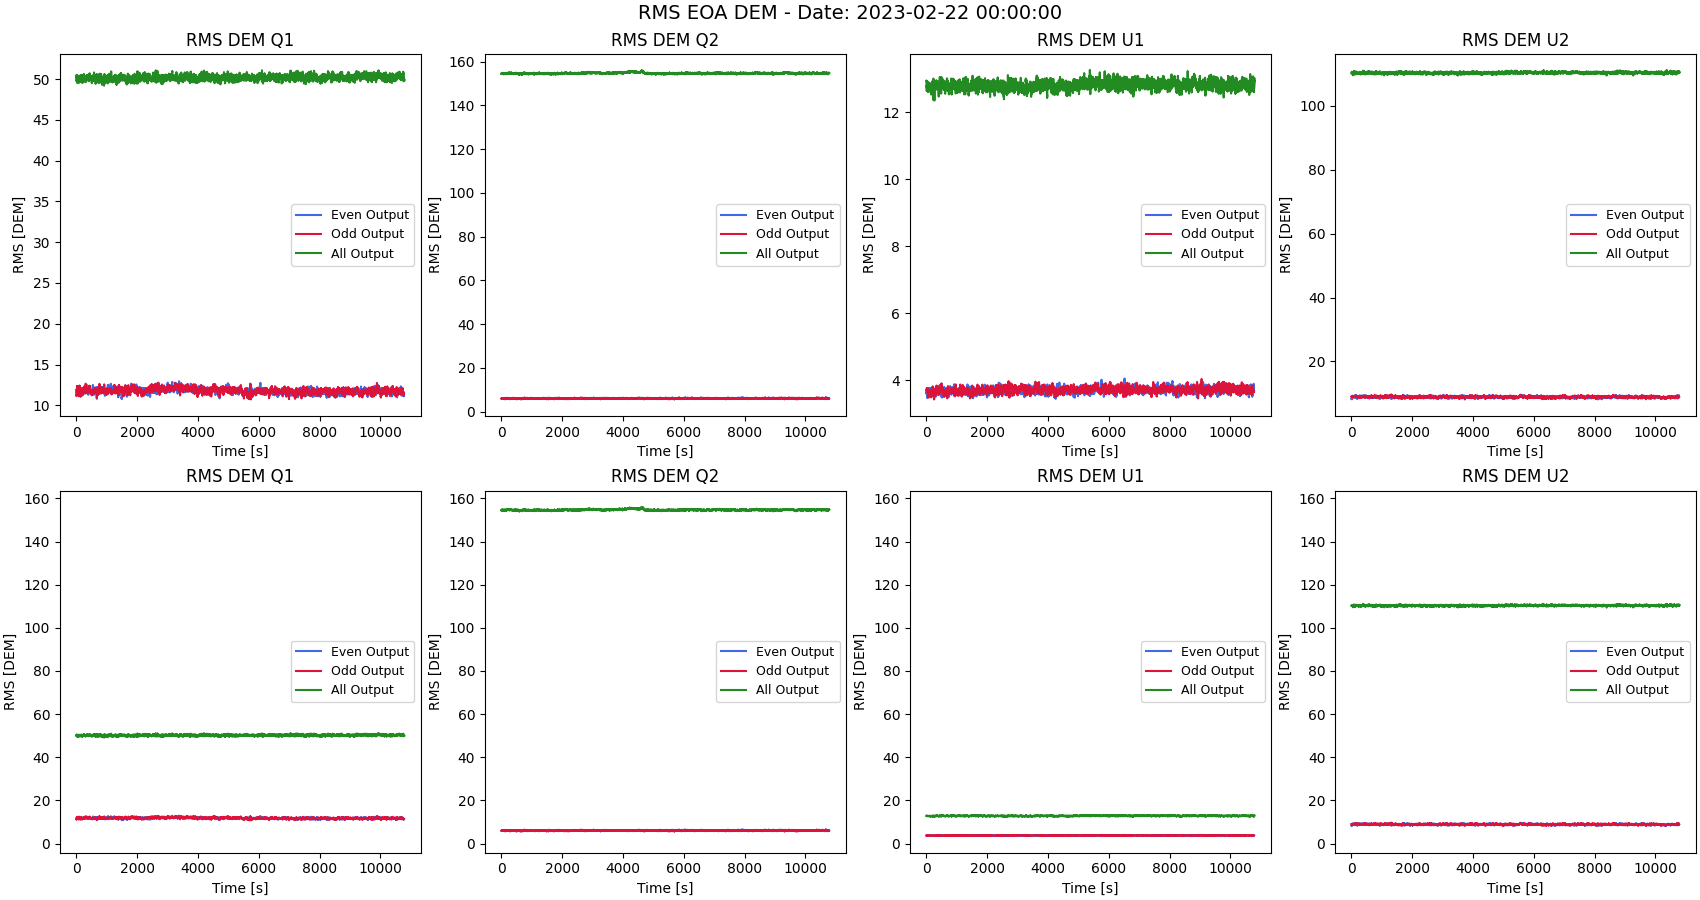 RMS EOA DEM - Date: 2023-02-22 00:00:00
RMS DEM Q1
RMS [DEM]
50
45
40
35
30
25
20
15
10
Even Output
Odd Output
All Output
0 2000 4000 6000 8000 10000
Time [s]
RMS DEM Q2
RMS [DEM]
160
140
120
100
80
60
40
20
0
Even Output
Odd Output
All Output
0 2000 4000 6000 8000 10000
Time [s]
RMS DEM U1
RMS [DEM]
12
10
8
6
4
Even Output
Odd Output
All Output
0 2000 4000 6000 8000 10000
Time [s]
RMS DEM U2
RMS [DEM]
100
80
60
40
20
Even Output
Odd Output
All Output
0 2000 4000 6000 8000 10000
Time [s]
RMS DEM Q1
RMS [DEM]
160
140
120
100
80
60
40
20
0
Even Output
Odd Output
All Output
0 2000 4000 6000 8000 10000
Time [s]
RMS DEM Q2
RMS [DEM]
160
140
120
100
80
60
40
20
0
Even Output
Odd Output
All Output
0 2000 4000 6000 8000 10000
Time [s]
RMS DEM U1
RMS [DEM]
160
140
120
100
80
60
40
20
0
Even Output
Odd Output
All Output
0 2000 4000 6000 8000 10000
Time [s]
RMS DEM U2
RMS [DEM]
160
140
120
100
80
60
40
20
0
Even Output
Odd Output
All Output
0 2000 4000 6000 8000 10000
Time [s]